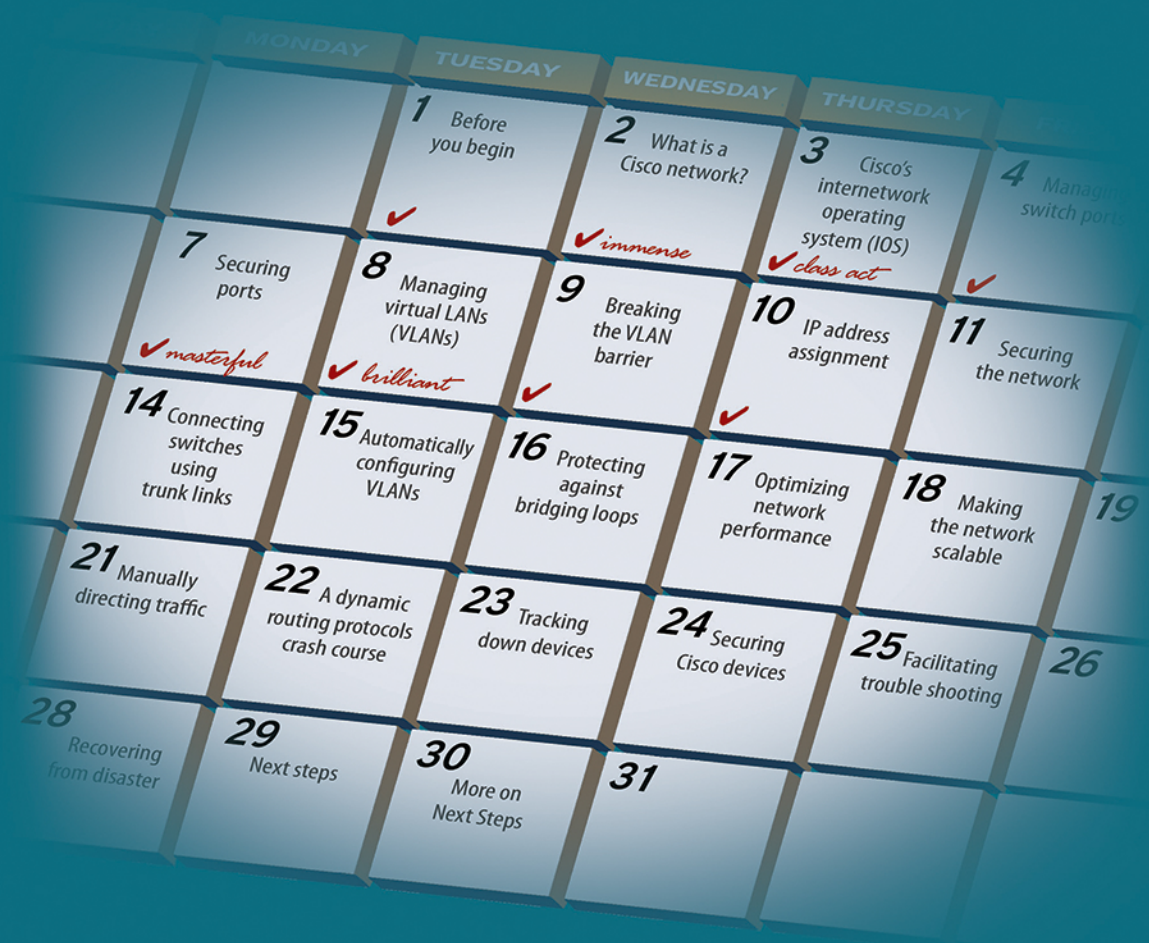 MONDAY
TUESDAY
WEDNESDAY
THURSDAY
1 Before
you begin
✓
2 What is a
Cisco network?
✓ immense
3 Cisco's
internetwork
operating
system (IOS)
✓ class act
4 Managing
switch ports
✓
7 Securing
ports
✓ masterful
8 Managing
virtual LANs
(VLANs)
✓ brilliant
9 Breaking
the VLAN
barrier
✓
10 IP address
assignment
✓
11 Securing
the network
14 Connecting
switches
using
trunk links
15 Automatically
configuring
VLANs
16 Protecting
against
bridging loops
17 Optimizing
network
performance
18 Making
the network
scalable
19
21 Manually
directing traffic
22 A dynamic
routing protocols
crash course
23 Tracking
down devices
24 Securing
Cisco devices
25 Facilitating
trouble shooting
26
28 Recovering
from disaster
29 Next steps
30 More on
Next Steps
31